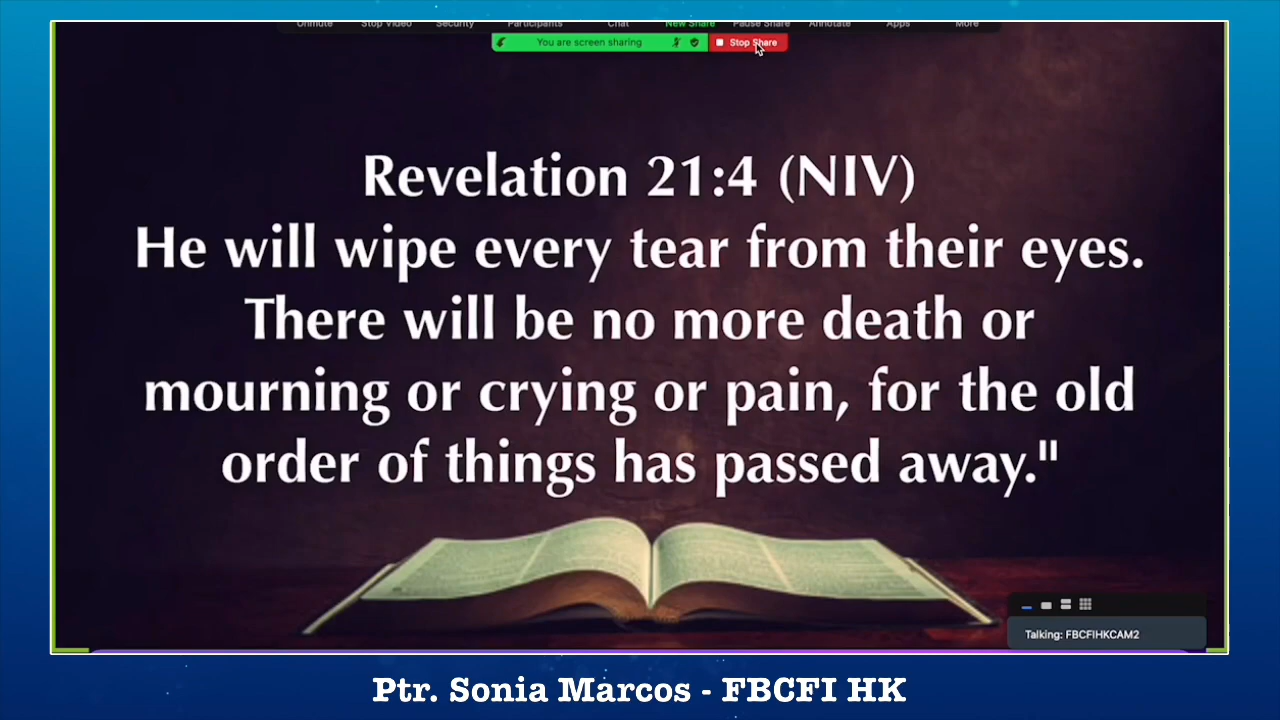 Unmute Stop Video Security Participants Chat New Share Pause Share Annotate Apps More
You are screen sharing Stop Share
Revelation 21:4 (NIV)
He will wipe every tear from their eyes.
There will be no more death or
mourning or crying or pain, for the old
order of things has passed away."
Talking: FBCFIHKCAM2
Ptr. Sonia Marcos - FBCFI HK